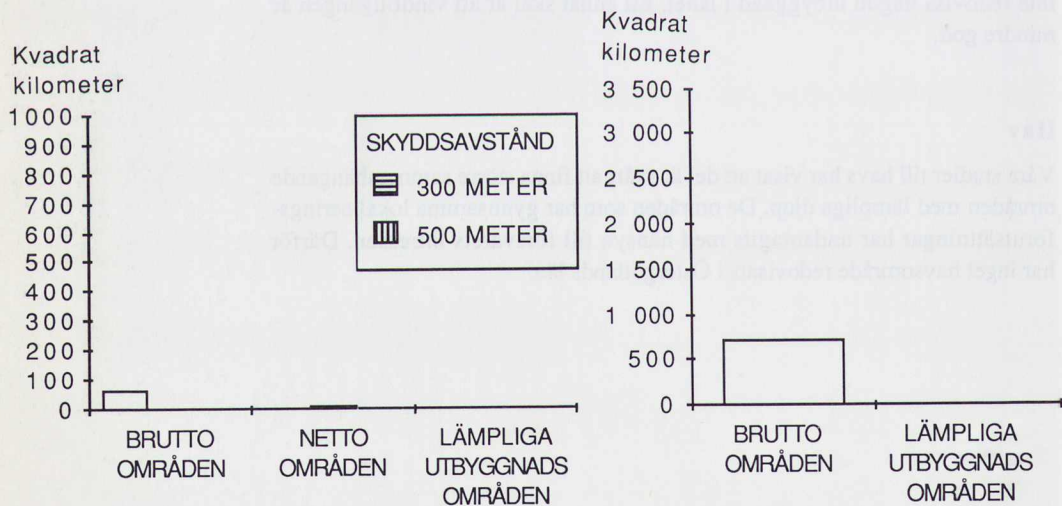 Kvadrat
kilometer
1000
900
800
700
600
500
400
300
200
100
0
BRUTTO
OMRÅDEN
NETTO
OMRÅDEN
LÄMPLIGA
UTBYGGNADS
OMRÅDEN
SKYDDSAVSTÅND
300 METER
500 METER
Kvadrat
kilometer
3 500
3 000
2 500
2 000
1 500
1 000
500
0
BRUTTO
OMRÅDEN
LÄMPLIGA
UTBYGGNADS
OMRÅDEN